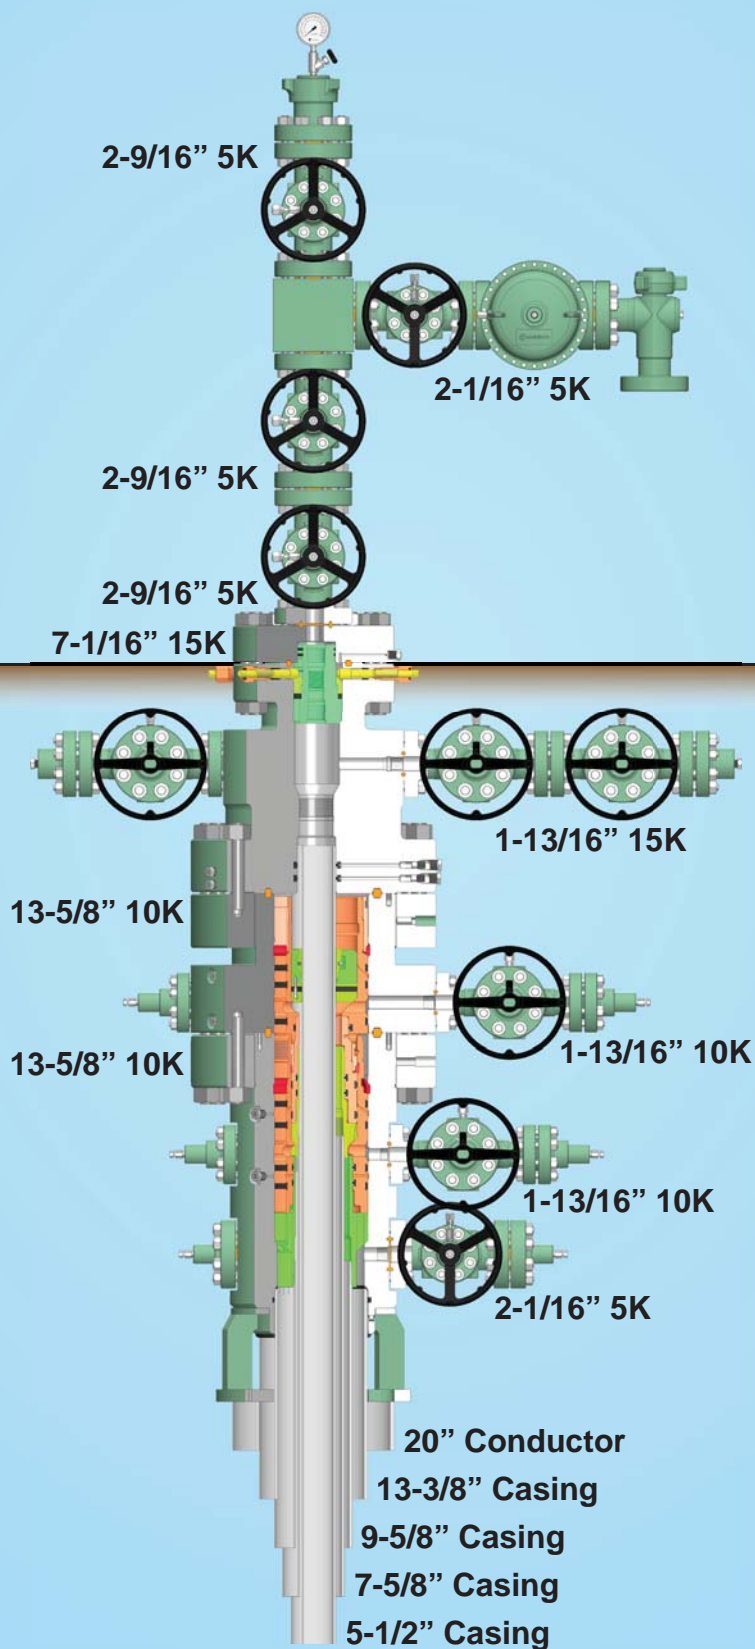 2-9/16” 5K
2-1/16” 5K
2-9/16” 5K
2-9/16” 5K
7-1/16” 15K
1-13/16” 15K
13-5/8” 10K
1-13/16” 10K
13-5/8” 10K
1-13/16” 10K
2-1/16” 5K
20” Conductor
13-3/8” Casing
9-5/8” Casing
7-5/8” Casing
5-1/2” Casing